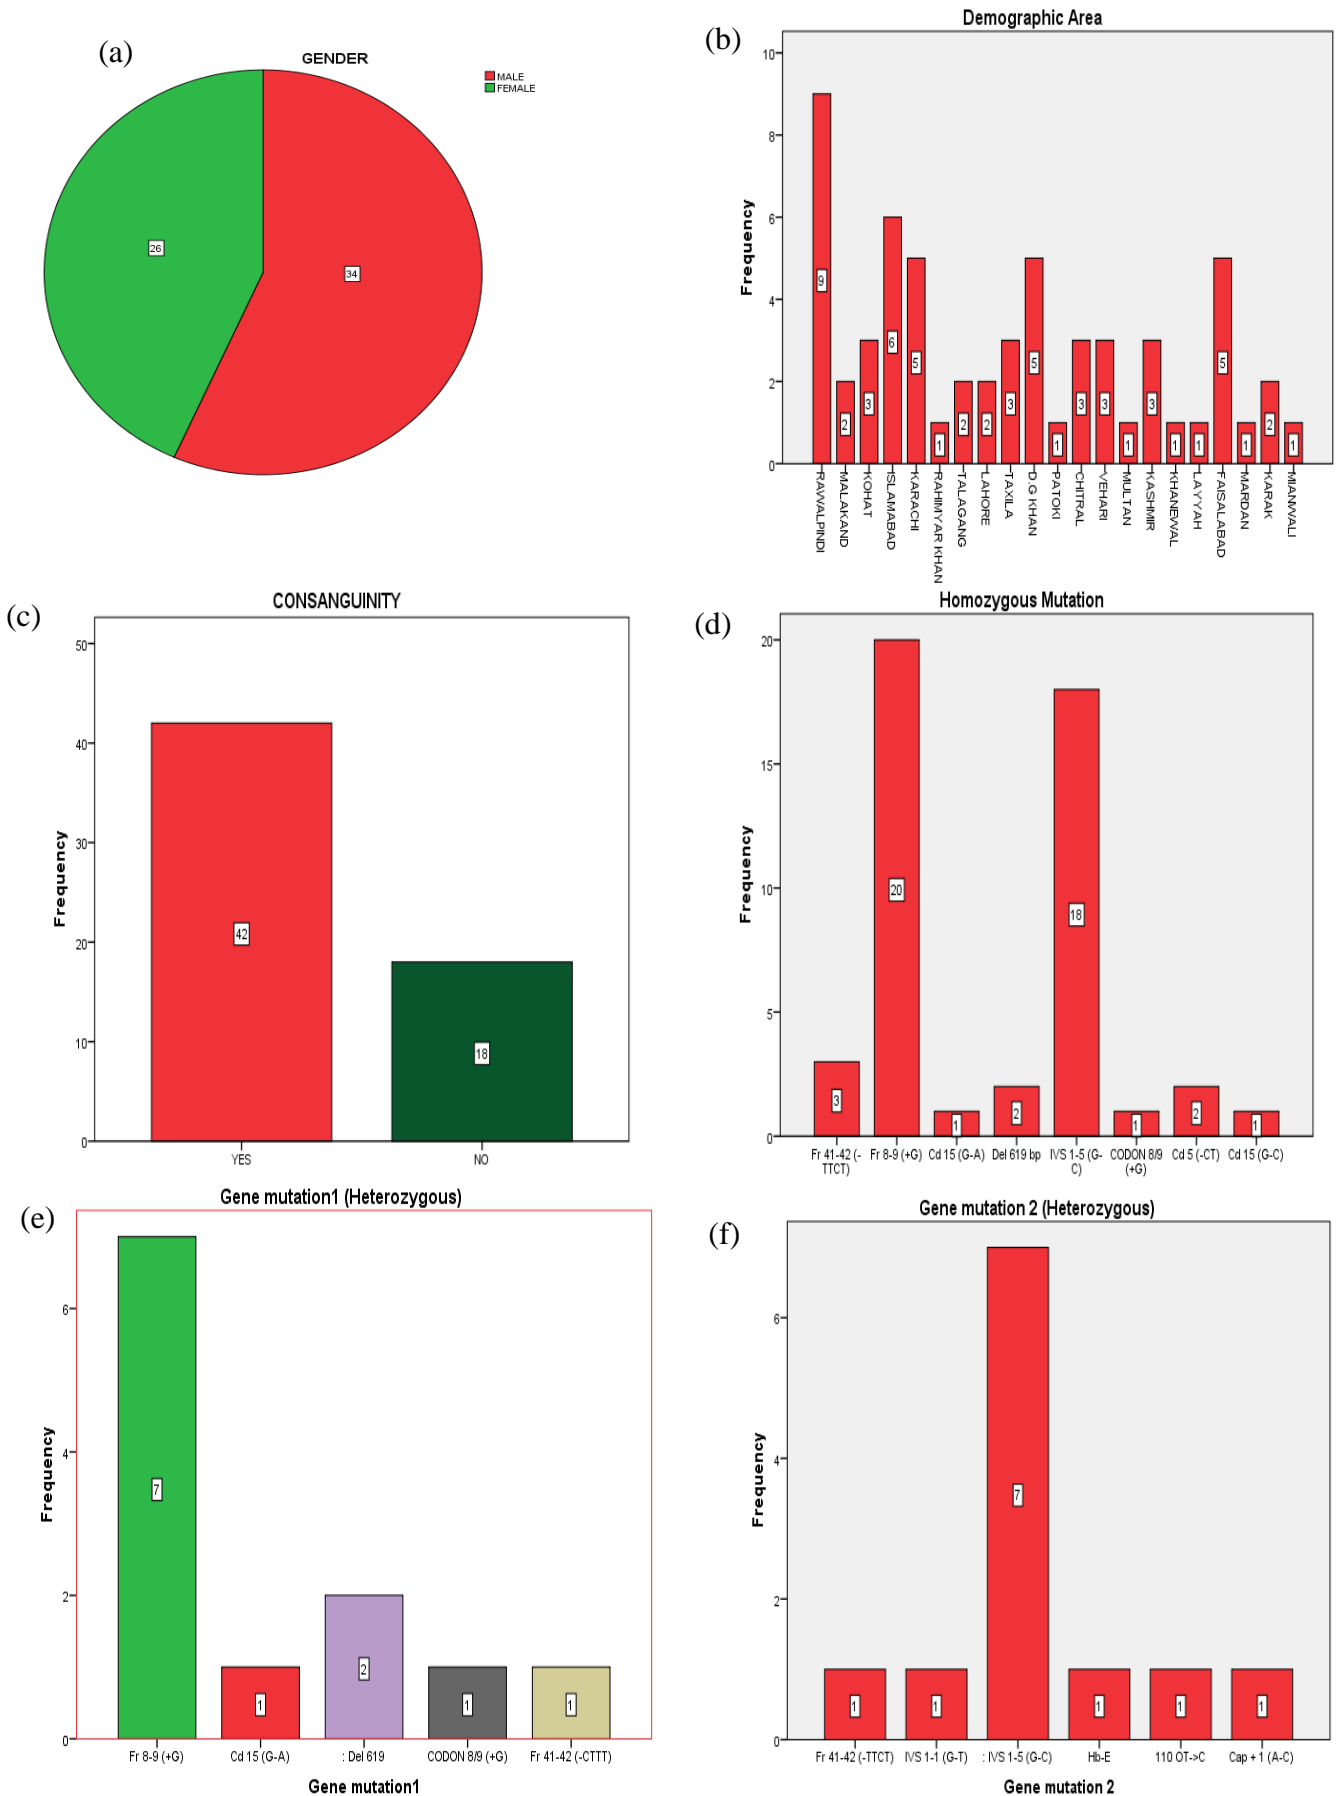 (a)
GENDER
MALE
FEMALE
26
34
(b)
Demographic Area
Frequency
10
8
6
4
2
0
9
2
3
6
5
1
2
2
3
5
1
3
3
1
3
1
1
5
1
2
1
RAWALPINDI
MALAKAND
KOHAT
ISLAMABAD
KARACHI
RAHIMYAR KHAN
TALAGANG
LAHORE
TAXILA
D.G KHAN
PATOKI
CHITRAL
VEHARI
MULTAN
KASHMIR
KHANEWAL
LAYYAH
FAISALABAD
MARDAN
KARAK
MIANWALI
(c)
CONSANGUINITY
Frequency
50
40
30
20
10
0
42
18
YES
NO
(d)
Homozygous Mutation
Frequency
20
15
10
5
0
3
20
1
2
18
1
2
1
Fr 41-42 (-
TTCT)
Fr 8-9 (+G)
Cd 15 (G-A)
Del 619 bp
IVS 1-5 (G-
C)
CODON 8/9
(+G)
Cd 5 (-CT)
Cd 15 (G-C)
(e)
Gene mutation1 (Heterozygous)
Frequency
6
4
2
0
7
1
2
1
1
Fr 8-9 (+G)
Cd 15 (G-A)
: Del 619
CODON 8/9 (+G)
Fr 41-42 (-CTTT)
Gene mutation1
(f)
Gene mutation 2 (Heterozygous)
Frequency
6
4
2
0
1
1
7
1
1
1
Fr 41-42 (-TTCT)
IVS 1-1 (G-T)
: IVS 1-5 (G-C)
Hb-E
110 OT->C
Cap + 1 (A-C)
Gene mutation 2